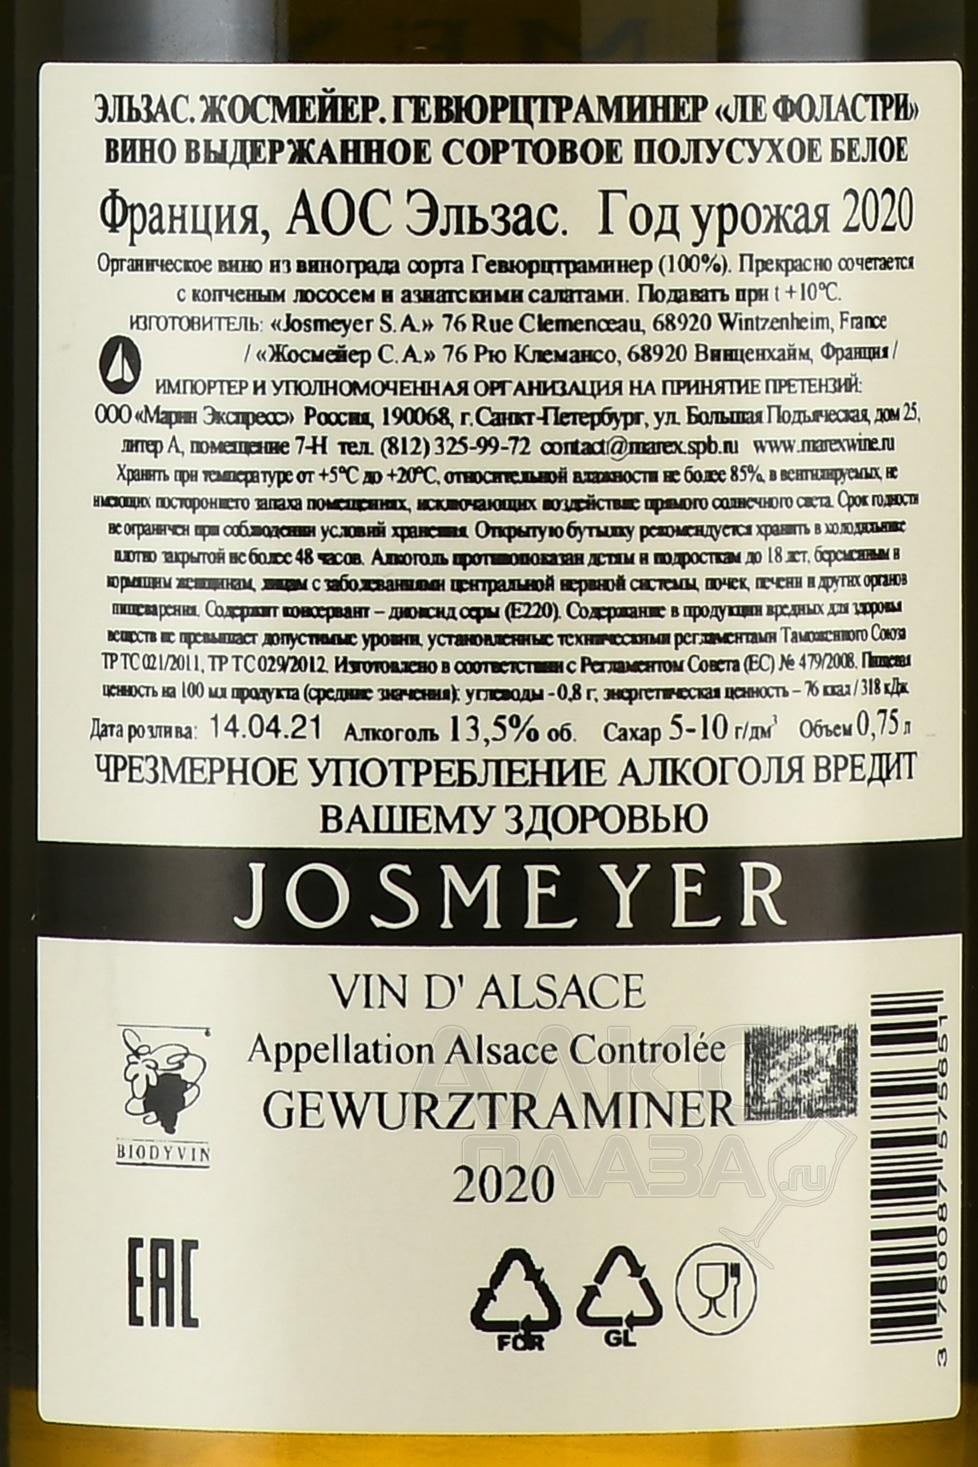 ЭЛЬЗАС. ЖОСМЕЙЕР. ГЕВЮРЦТРАМИНЕР «ЛЕ ФОЛАСТРИ»
ВИНО ВЫДЕРЖАННОЕ СОРТОВОЕ ПОЛУСУХОЕ БЕЛОЕ
Франция, АОС Эльзас. Год урожая 2020
Органическое вино из винограда сорта Гевюрцтраминер (100%). Прекрасно сочетается
с копченым лососем и азиатскими салатами. Подавать при t +10°C.
ИЗГОТОВИТЕЛЬ: «Josmeyer S.A.» 76 Rue Clemenceau, 68920 Wintzenheim, France
/ «Жосмейер С.А.» 76 Рю Клемансо, 68920 Винценхайм, Франция /
ИМПОРТЕР И УПОЛНОМОЧЕННАЯ ОРГАНИЗАЦИЯ НА ПРИНЯТИЕ ПРЕТЕНЗИЙ:
ООО «Марин Экспресс» Россия, 190068, г. Санкт-Петербург, ул. Большая Подьяческая, дом 25,
литер А, помещение 7-Н тел. (812) 325-99-72 contact@marex.spb.ru www.marexwine.ru
Хранить при температуре от +5°C до +20°C, относительной влажности не более 85%, в вентилируемых, не
имеющих постороннего запаха помещениях, исключающих воздействие прямого солнечного света. Срок годности
не ограничен при соблюдении условий хранения. Открытую бутылку рекомендуется хранить в холодильнике
плотно закрытой не более 48 часов. Алкоголь противопоказан детям и подросткам до 18 лет, беременным и
кормящим женщинам, лицам с заболеваниями центральной нервной системы, почек, печени и других органов
пищеварения. Содержит консервант – диоксид серы (Е220). Содержание в продукции вредных для здоровья
веществ не превышает допустимые уровни, установленные техническими регламентами Таможенного Союза
ТР ТС 021/2011, ТР ТС 029/2012. Изготовлено в соответствии с Регламентом Совета (ЕС) № 479/2008. Пищевая
ценность на 100 мл продукта (средние значения): углеводы - 0,8 г, энергетическая ценность – 76 ккал / 318 кДж.
Дата розлива: 14.04.21 Алкоголь 13,5% об. Сахар 5-10 г/дм³ Объем 0,75 л
ЧРЕЗМЕРНОЕ УПОТРЕБЛЕНИЕ АЛКОГОЛЯ ВРЕДИТ
ВАШЕМУ ЗДОРОВЬЮ
JOSMEYER
VIN D' ALSACE
Appellation Alsace Controlée
GEWURZTRAMINER
2020
BIODYVIN
EAC
FOR
GL
3 760087 575651
АЛКО
ПЛАЗА.ru